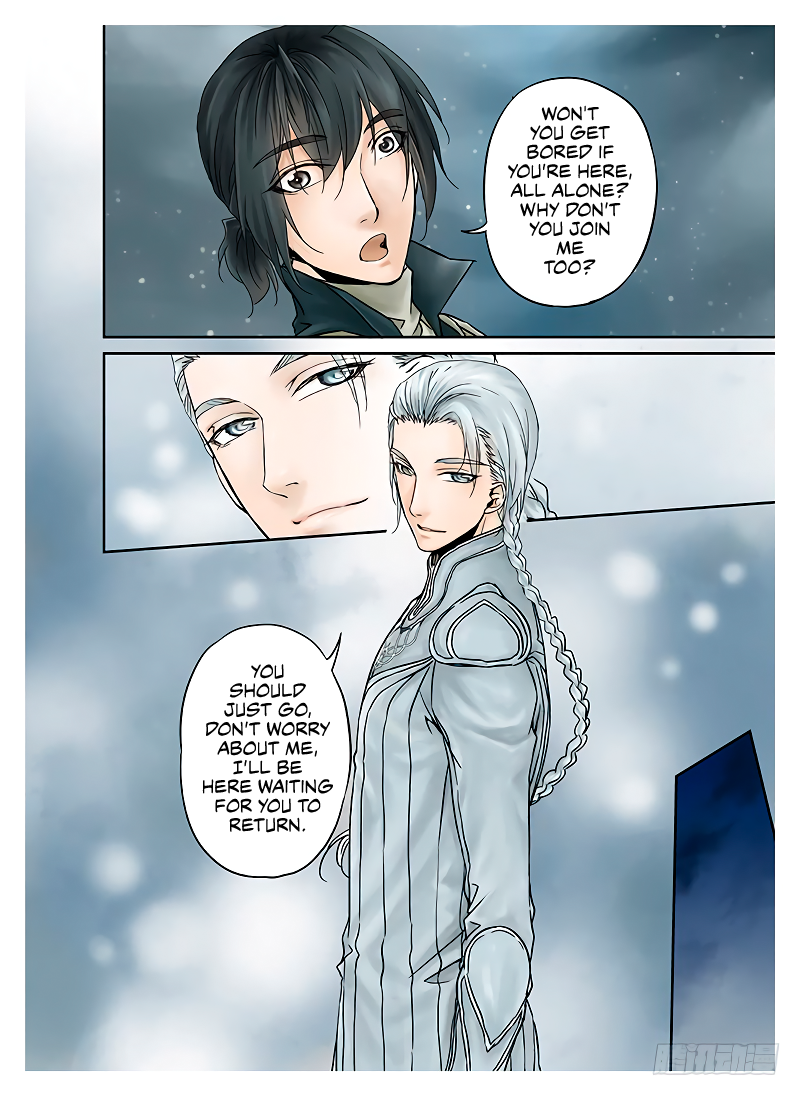 WON'T
YOU GET
BORED IF
YOU'RE HERE,
ALL ALONE?
WHY DON'T
YOU JOIN
ME
TOO?
YOU
SHOULD
JUST GO,
DON'T WORRY
ABOUT ME,
I'LL BE
HERE WAITING
FOR YOU TO
RETURN.